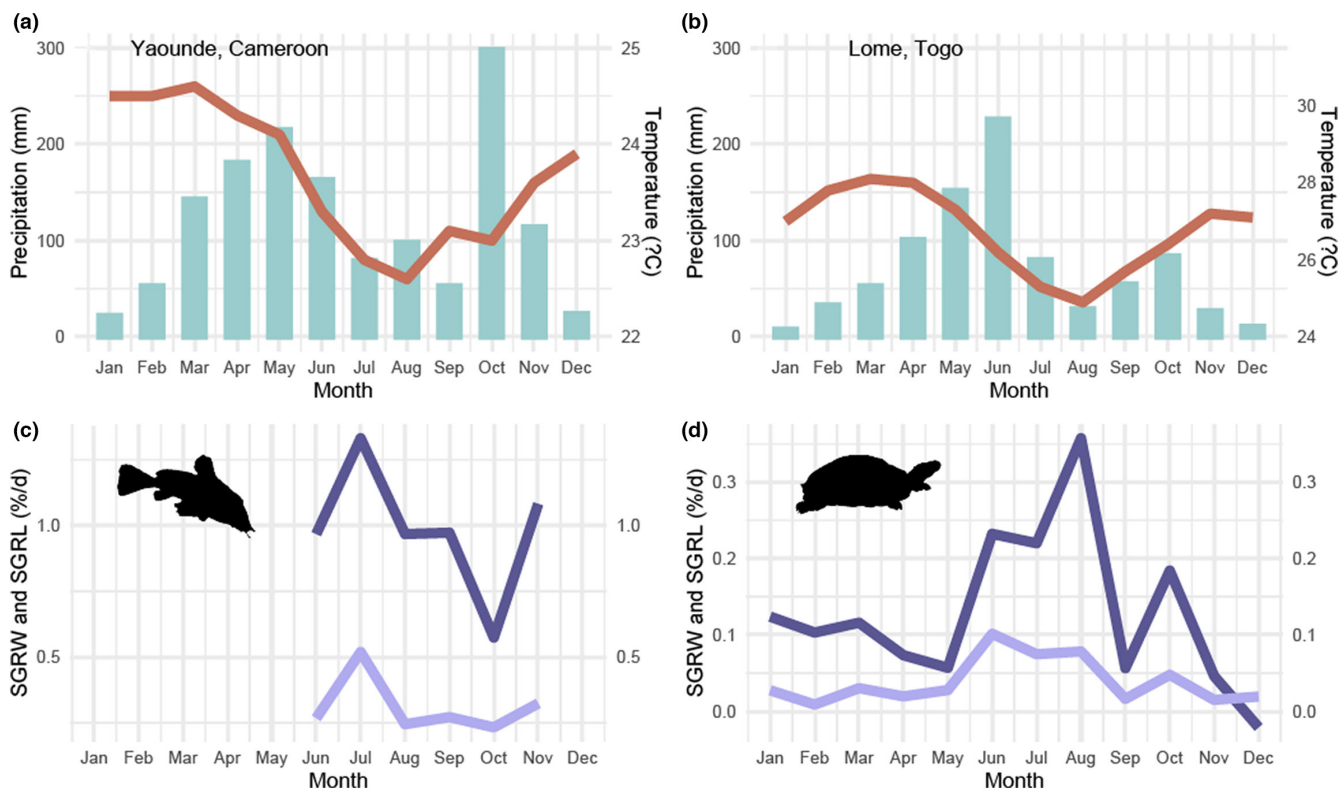 (a)
Yaounde, Cameroon
300
200
100
0
Precipitation (mm)
25
24
23
22
Temperature (?C)
Jan Feb Mar Apr May Jun Jul Aug Sep Oct Nov Dec
Month
(b)
Lome, Togo
300
200
100
0
Precipitation (mm)
30
28
26
24
Temperature (?C)
Jan Feb Mar Apr May Jun Jul Aug Sep Oct Nov Dec
Month
(c)
1.0
0.5
SGRW and SGRL (%/d)
1.0
0.5
Jan Feb Mar Apr May Jun Jul Aug Sep Oct Nov Dec
Month
(d)
0.3
0.2
0.1
0.0
SGRW and SGRL (%/d)
0.3
0.2
0.1
0.0
Jan Feb Mar Apr May Jun Jul Aug Sep Oct Nov Dec
Month